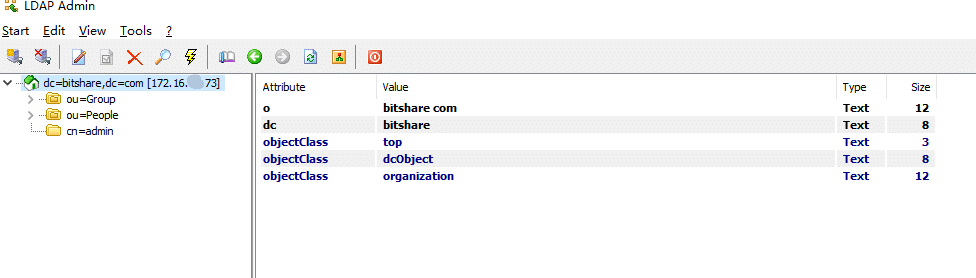 LDAP Admin
Start Edit View Tools ?
dc=bitshare,dc=com [172.16. 73]
ou=Group
ou=People
cn=admin
Attribute Value Type Size
o bitshare com Text 12
dc bitshare Text 8
objectClass top Text 3
objectClass dcObject Text 8
objectClass organization Text 12